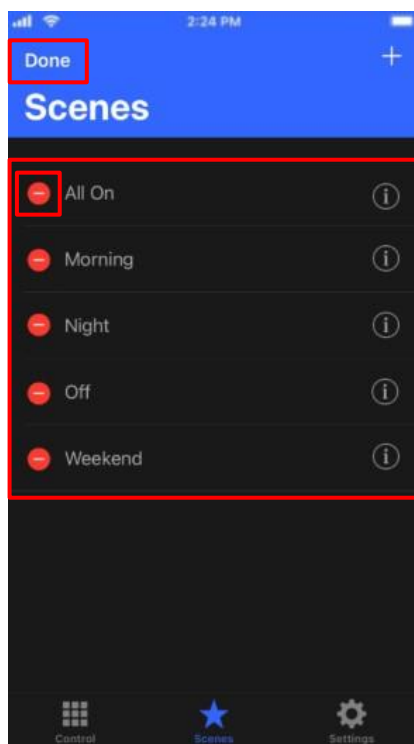 2:24 PM
Done
Scenes
All On
Morning
Night
Off
Weekend
Control Scenes Settings